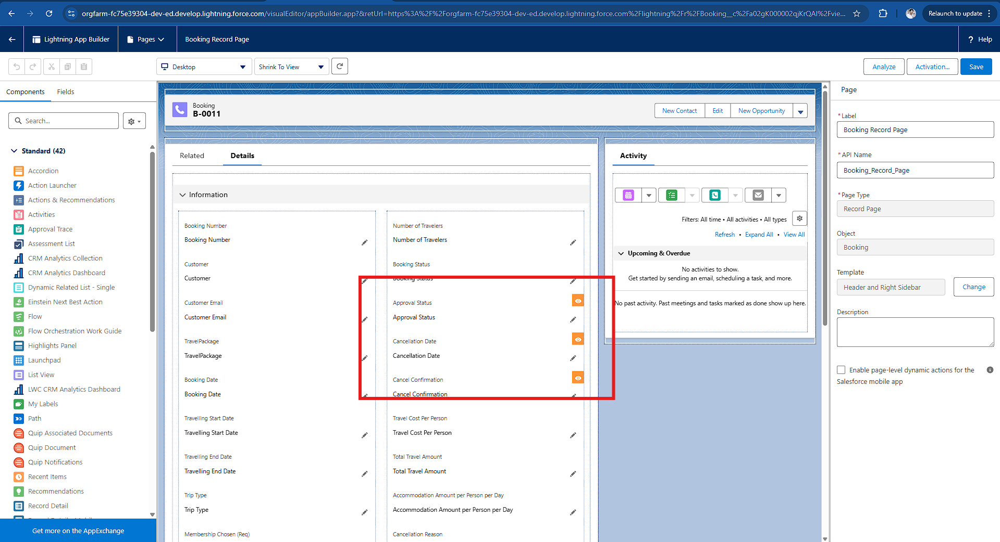 orgfarm-fc75e39304-dev-ed.develop.lightning.force.com/visualEditor/appBuilder.app?&retUrl=https%3A%2F%2Forgfarm-fc75e39304-dev-ed.develop.lightning.force.com%2Flightning%2Fr%2FBooking__c%2Fa02gK000002qjKrQAI%2Fvie...
Relaunch to update
Lightning App Builder
Pages
Booking Record Page
? Help
Desktop
Shrink To View
Analyze
Activation...
Save
Components
Fields
Search...
Standard (42)
Accordion
Action Launcher
Actions & Recommendations
Activities
Approval Trace
Assessment List
CRM Analytics Collection
CRM Analytics Dashboard
Dynamic Related List - Single
Einstein Next Best Action
Flow
Flow Orchestration Work Guide
Highlights Panel
Launchpad
List View
LWC CRM Analytics Dashboard
My Labels
Path
Quip Associated Documents
Quip Document
Quip Notifications
Recent Items
Recommendations
Record Detail
Get more on the AppExchange
Booking
B-0011
New Contact
Edit
New Opportunity
Related
Details
Information
Booking Number
Booking Number
Customer
Customer
Customer Email
Customer Email
TravelPackage
TravelPackage
Booking Date
Booking Date
Travelling Start Date
Travelling Start Date
Travelling End Date
Travelling End Date
Trip Type
Trip Type
Membership Chosen (Req)
Number of Travelers
Number of Travelers
Booking Status
Booking Status
Approval Status
Approval Status
Cancellation Date
Cancellation Date
Cancel Confirmation
Cancel Confirmation
Travel Cost Per Person
Travel Cost Per Person
Total Travel Amount
Total Travel Amount
Accommodation Amount per Person per Day
Accommodation Amount per Person per Day
Cancellation Reason
Activity
Filters: All time • All activities • All types
Refresh • Expand All • View All
Upcoming & Overdue
No activities to show.
Get started by sending an email, scheduling a task, and more.
No past activity. Past meetings and tasks marked as done show up here.
Page
*Label
Booking Record Page
*API Name
Booking_Record_Page
*Page Type
Record Page
Object
Booking
Template
Header and Right Sidebar
Change
Description
Enable page-level dynamic actions for the
Salesforce mobile app